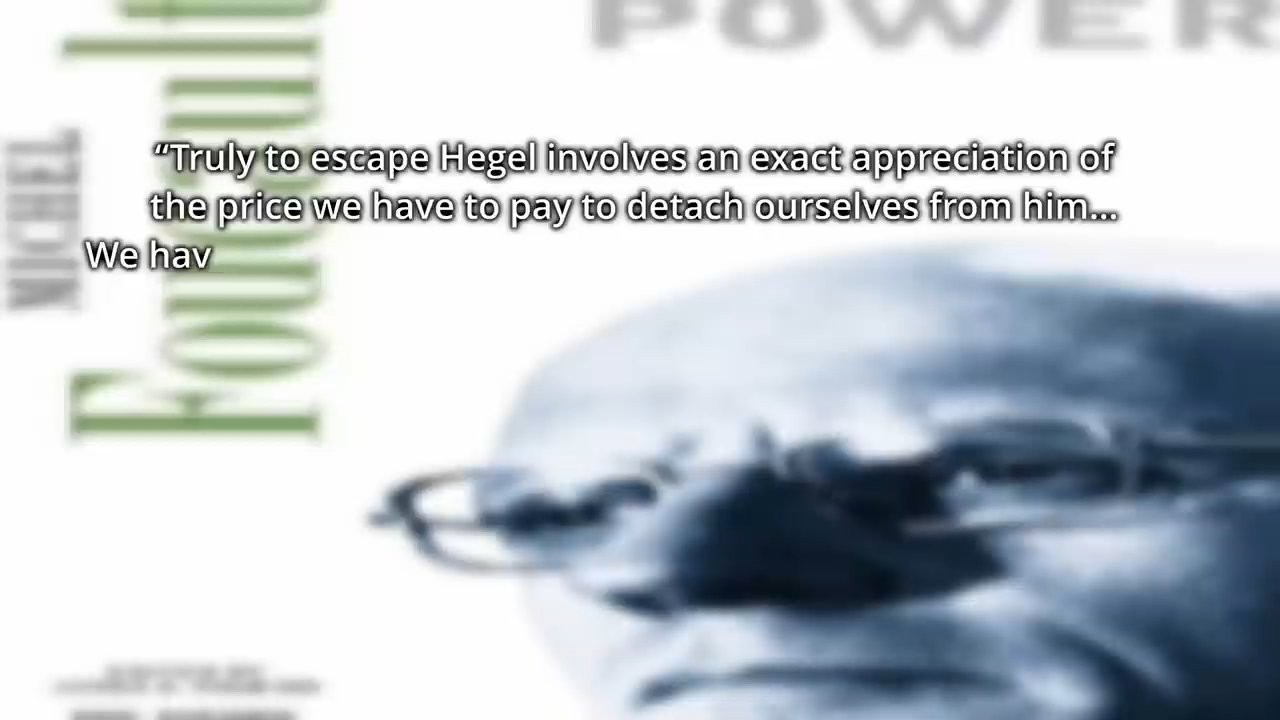 POWER
MICHEL
Foucault
“Truly to escape Hegel involves an exact appreciation of
the price we have to pay to detach ourselves from him...
We hav